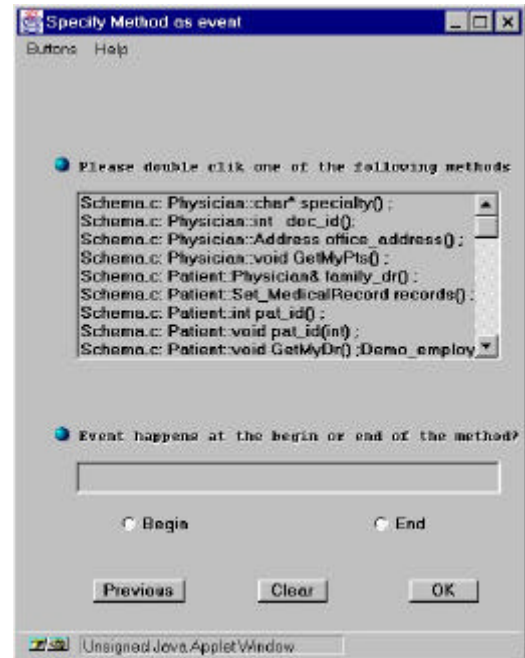 Specify Method as event
Buttons Help
Please double clik one of the following methods
Schema.c: Physician::char* specialty() ;
Schema.c: Physician::int doc_id();
Schema.c: Physician::Address office_address() ;
Schema.c: Physician::void GetMyPts() ;
Schema.c: Patient::Physician& family_dr() ;
Schema.c: Patient::Set_MedicalRecord records() ;
Schema.c: Patient::int pat_id() ;
Schema.c: Patient::void pat_id(int) ;
Schema.c: Patient::void GetMyDr() ;Demo_employ
Event happens at the begin or end of the method?
Begin End
Previous Clear OK
Unsigned Java Applet Window